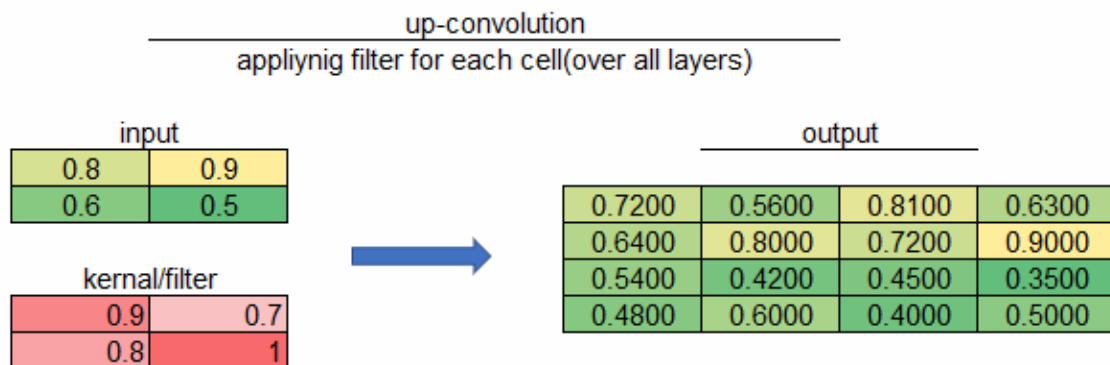 up-convolution
appliynig filter for each cell(over all layers)
input
0.8 0.9
0.6 0.5
kernal/filter
0.9 0.7
0.8 1
output
0.7200 0.5600 0.8100 0.6300
0.6400 0.8000 0.7200 0.9000
0.5400 0.4200 0.4500 0.3500
0.4800 0.6000 0.4000 0.5000